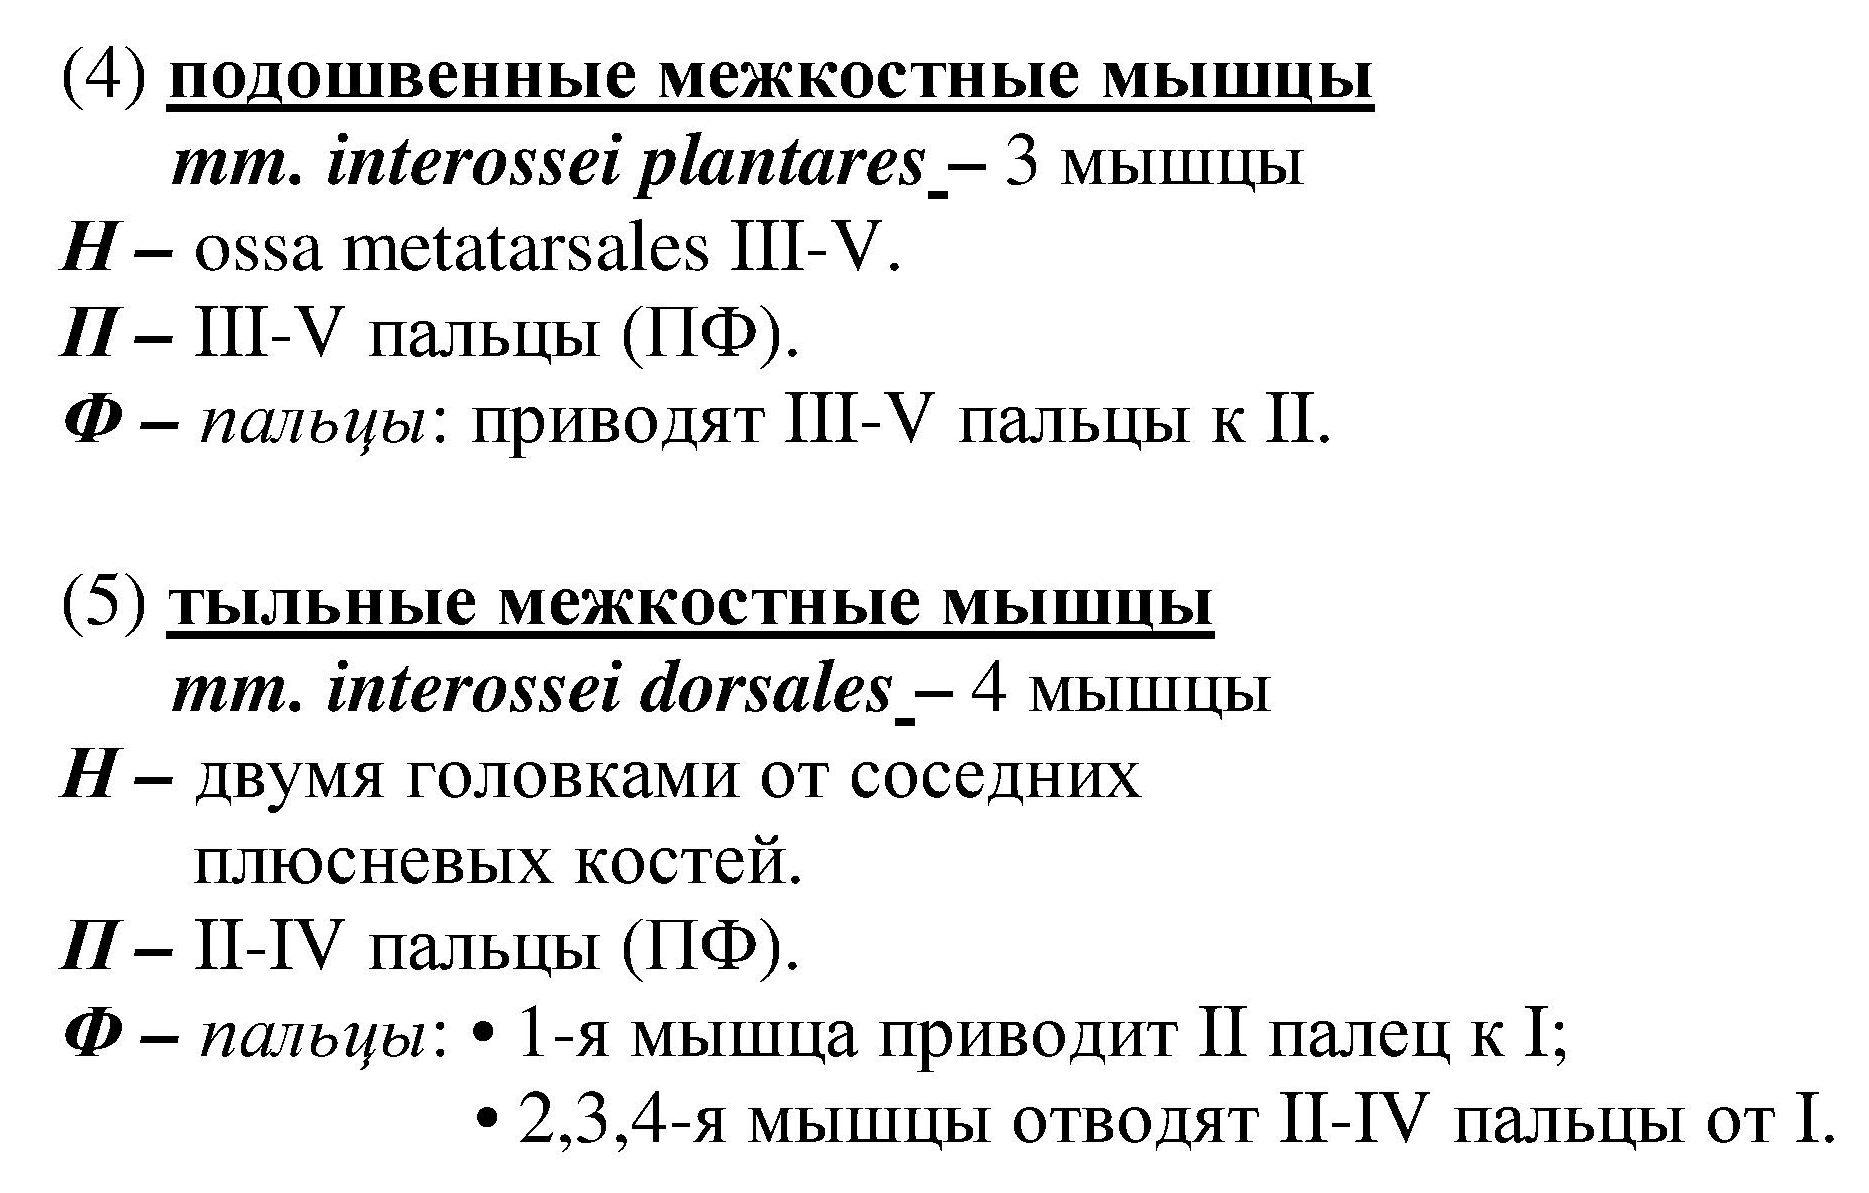 (4) подошвенные межкостные мышцы
mm. interossei plantares – 3 мышцы
Н – ossa metatarsales III-V.
П – III-V пальцы (ПФ).
Ф – пальцы: приводят III-V пальцы к II.
(5) тыльные межкостные мышцы
mm. interossei dorsales – 4 мышцы
Н – двумя головками от соседних
плюсневых костей.
П – II-IV пальцы (ПФ).
Ф – пальцы: • 1-я мышца приводит II палец к I;
• 2,3,4-я мышцы отводят II-IV пальцы от I.